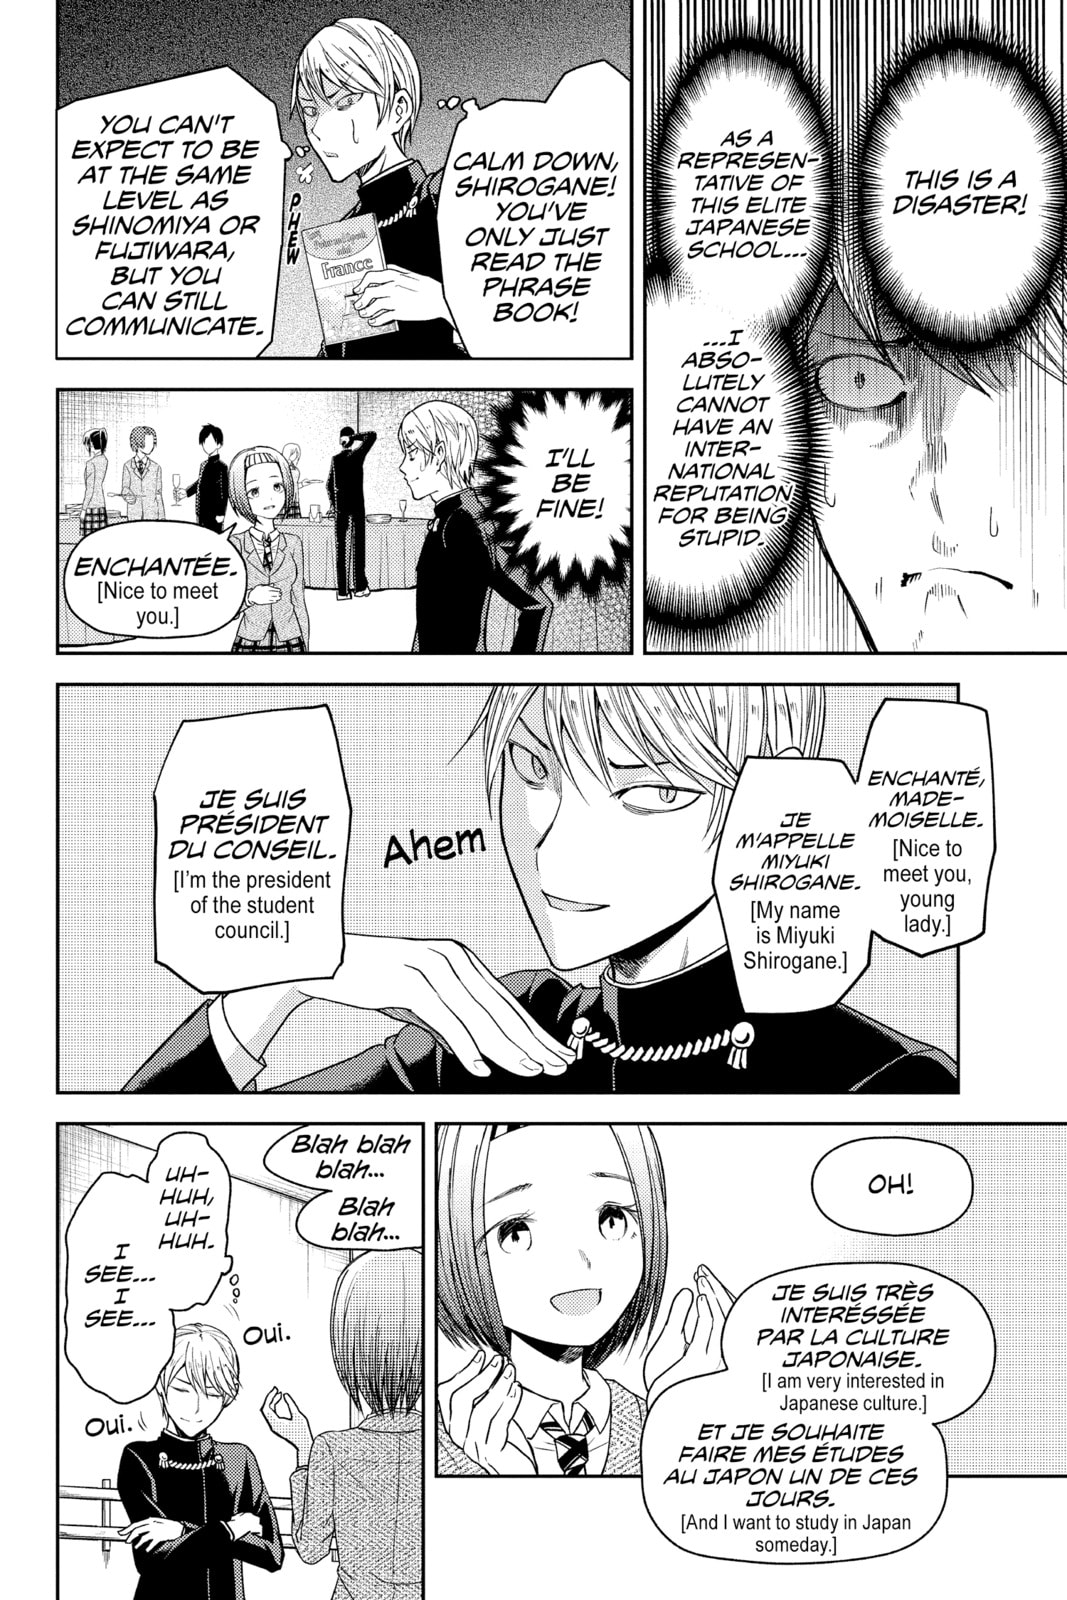 THIS IS A
DISASTER!
AS A
REPRESEN-
TATIVE OF
THIS ELITE
JAPANESE
SCHOOL...
...I
ABSO-
LUTELY
CANNOT
HAVE AN
INTER-
NATIONAL
REPUTATION
FOR BEING
STUPID.
CALM DOWN,
SHIROGANE!
YOU'VE
ONLY JUST
READ THE
PHRASE
BOOK!
PHEW
France
YOU CAN'T
EXPECT TO BE
AT THE SAME
LEVEL AS
SHINOMIYA OR
FUJIWARA,
BUT YOU
CAN STILL
COMMUNICATE.
I'LL
BE
FINE!
ENCHANTÉE.
[Nice to meet
you.]
ENCHANTÉ,
MADE-
MOISELLE.
[Nice to
meet you,
young
lady.]
JE
M'APPELLE
MIYUKI
SHIROGANE.
[My name
is Miyuki
Shirogane.]
Ahem
JE SUIS
PRÉSIDENT
DU CONSEIL.
[I'm the president
of the student
council.]
OH!
JE SUIS TRÈS
INTERÉSSÉE
PAR LA CULTURE
JAPONAISE.
[I am very interested in
Japanese culture.]
ET JE SOUHAITE
FAIRE MES ÉTUDES
AU JAPON UN DE CES
JOURS.
[And I want to study in Japan
someday.]
Blah blah
blah...
Blah
blah...
UH-
HUH,
UH-
HUH.
I
SEE...
I
SEE...
Oui.
Oui.